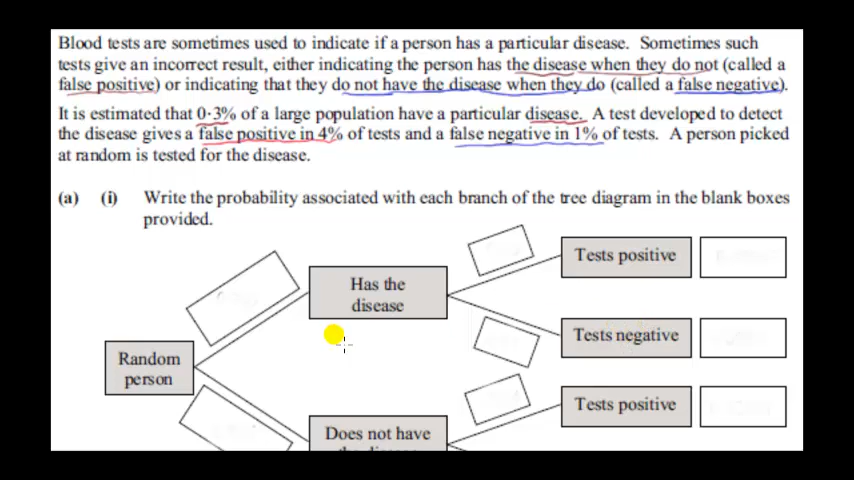 Blood tests are sometimes used to indicate if a person has a particular disease. Sometimes such
tests give an incorrect result, either indicating the person has the disease when they do not (called a
false positive) or indicating that they do not have the disease when they do (called a false negative).
It is estimated that 0·3% of a large population have a particular disease. A test developed to detect
the disease gives a false positive in 4% of tests and a false negative in 1% of tests. A person picked
at random is tested for the disease.
(a) (i) Write the probability associated with each branch of the tree diagram in the blank boxes
provided.
Tests positive
Has the
disease
Tests negative
Random
person
Tests positive
Does not have